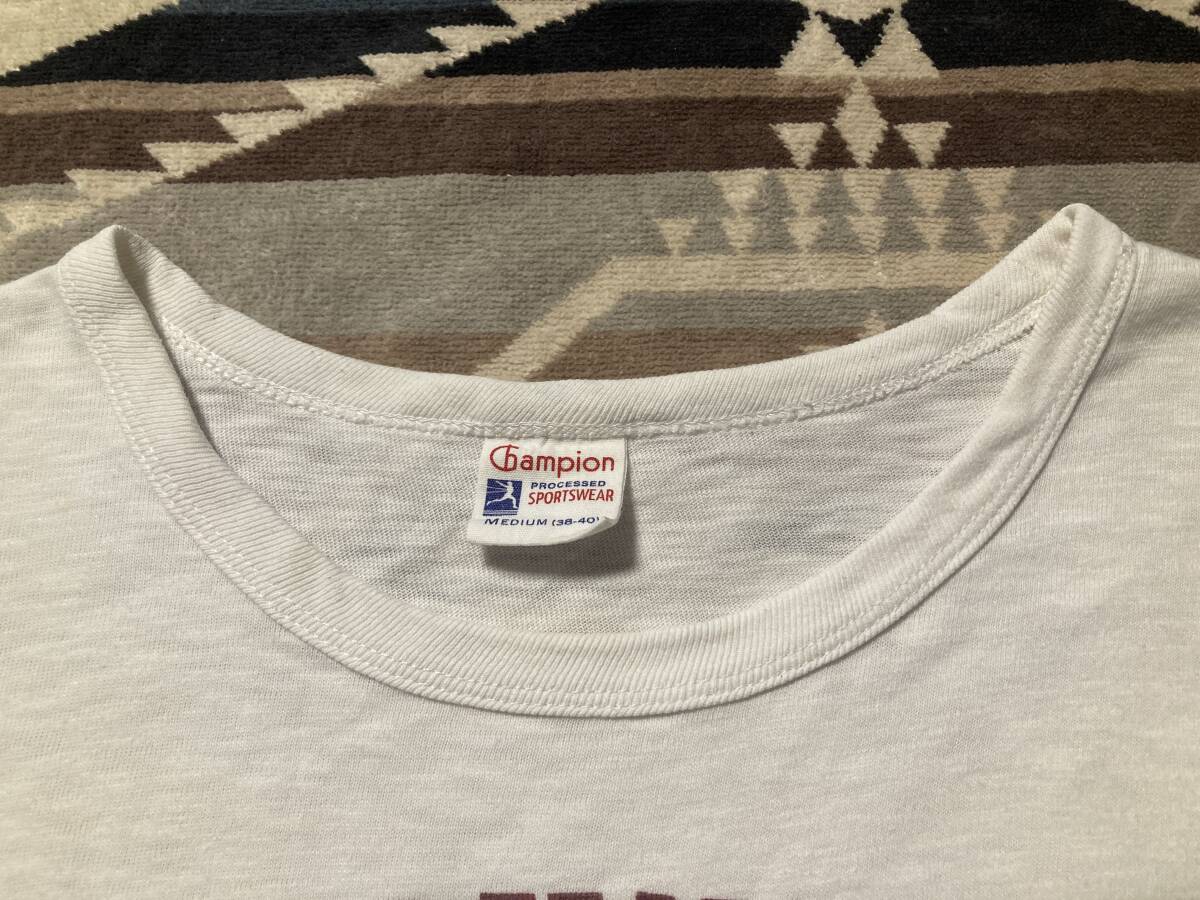 Champion
PROCESSED
SPORTSWEAR
MEDIUM (38-40)